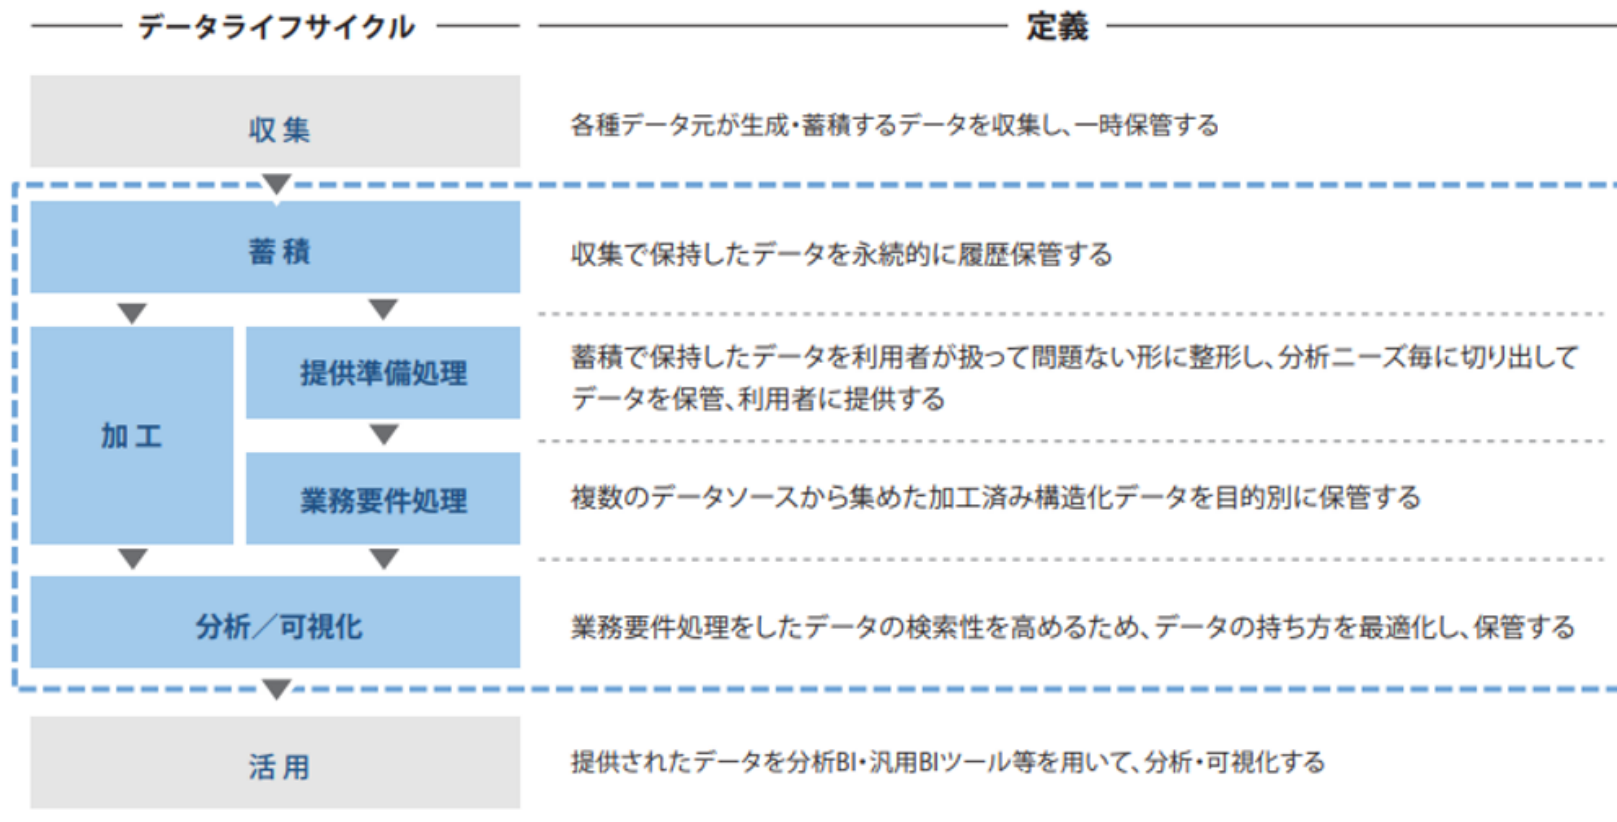 データライフサイクル
定義
収集
各種データ元が生成・蓄積するデータを収集し、一時保管する
蓄積
収集で保持したデータを永続的に履歴保管する
加工
提供準備処理
蓄積で保持したデータを利用者が扱って問題ない形に整形し、分析ニーズ毎に切り出して
データを保管、利用者に提供する
業務要件処理
複数のデータソースから集めた加工済み構造化データを目的別に保管する
分析／可視化
業務要件処理をしたデータの検索性を高めるため、データの持ち方を最適化し、保管する
活用
提供されたデータを分析BI・汎用BIツール等を用いて、分析・可視化する